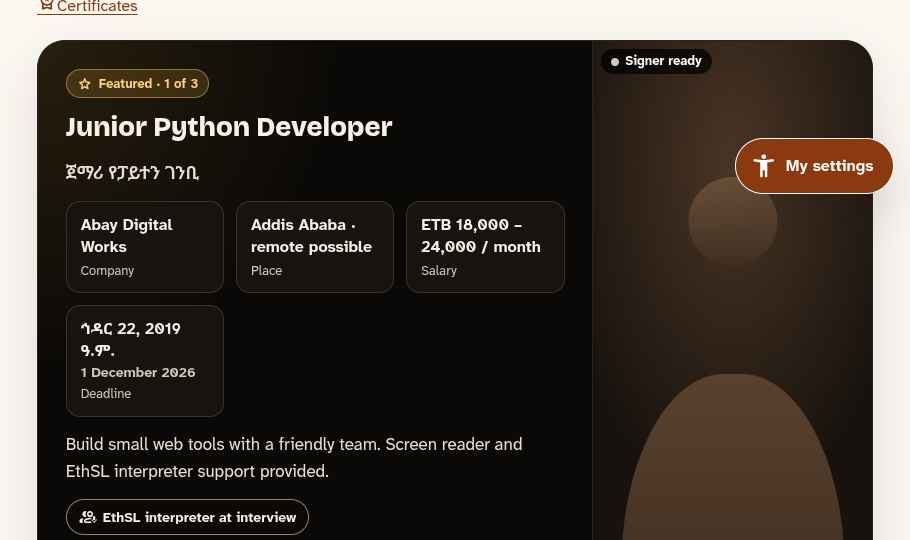 Certificates
Featured · 1 of 3
Signer ready
Junior Python Developer
My settings
ጀማሪ የፓይተን ገንቢ
Abay Digital
Works
Company
Addis Ababa ·
remote possible
Place
ETB 18,000 –
24,000 / month
Salary
ኅዳር 22, 2019
ዓ.ም.
1 December 2026
Deadline
Build small web tools with a friendly team. Screen reader and
EthSL interpreter support provided.
EthSL interpreter at interview